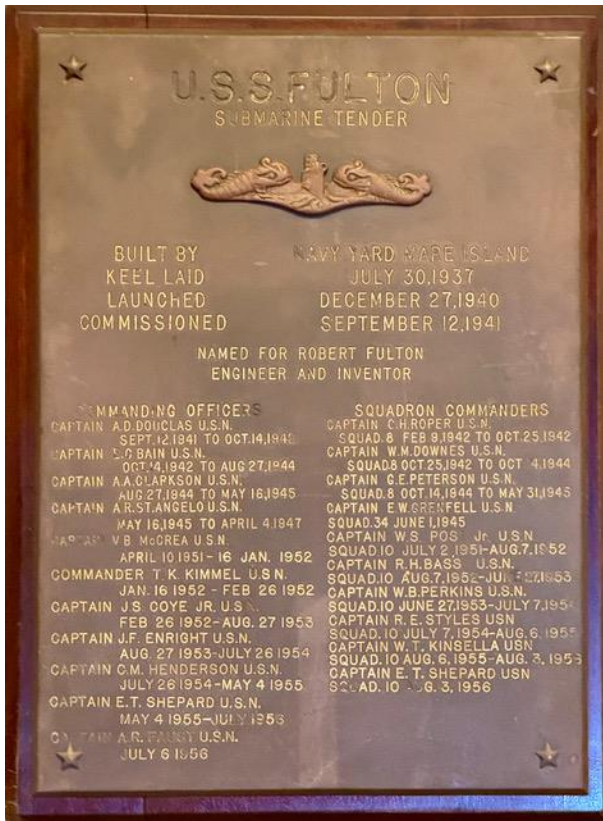 U.S.S. FULTON
SUBMARINE TENDER
BUILT BY NAVY YARD MARE ISLAND
KEEL LAID JULY 30,1937
LAUNCHED DECEMBER 27,1940
COMMISSIONED SEPTEMBER 12,1941
NAMED FOR ROBERT FULTON
ENGINEER AND INVENTOR
COMMANDING OFFICERS
CAPTAIN A.D.DOUGLAS U.S.N.
SEPT.12,1941 TO OCT.14,1942
CAPTAIN BAIN U.S.N.
OCT.14,1942 TO AUG 27,1944
CAPTAIN A.A.CLARKSON U.S.N.
AUG 27,1944 TO MAY 16,1945
CAPTAIN A.R.ST.ANGELO U.S.N.
MAY 16,1945 TO APRIL 4,1947
CAPTAIN V.B. McCREA U.S.N.
APRIL 10 1951-16 JAN. 1952
COMMANDER T.K. KIMMEL U.S.N.
JAN. 16 1952 - FEB 26 1952
CAPTAIN J.S. COYE JR. U.S.N.
FEB 26 1952-AUG. 27 1953
CAPTAIN J.F. ENRIGHT U.S.N.
AUG. 27 1953-JULY 26 1954
CAPTAIN C.M. HENDERSON U.S.N.
JULY 26 1954-MAY 4 1955
CAPTAIN E.T. SHEPARD U.S.N.
MAY 4 1955-JULY 1956
CAPTAIN A.R. FAUST U.S.N.
JULY 6 1956
SQUADRON COMMANDERS
CAPTAIN C.H.ROPER U.S.N.
SQUAD. 8 FEB 9,1942 TO OCT.25,1942
CAPTAIN W.M.DOWNES U.S.N.
SQUAD.8 OCT 25,1942 TO OCT 14,1944
CAPTAIN G.E.PETERSON U.S.N.
SQUAD.8 OCT.14,1944 TO MAY 31,1945
CAPTAIN E.W.GRENFELL U.S.N
SQUAD.34 JUNE 1,1945
CAPTAIN W.S. POST Jr. U.S.N
SQUAD.10 JULY 2,1951-AUG.7,1952
CAPTAIN R.H.BASS U.S.N.
SQUAD.10 AUG.7,1952-JUNE 27,1953
CAPTAIN W.B.PERKINS U.S.N.
SQUAD.10 JUNE 27,1953-JULY 7,1954
CAPTAIN R.E. STYLES USN
SQUAD.10 JULY 7,1954-AUG. 6, 1955
CAPTAIN W.T. KINSELLA USN
SQUAD. 10 AUG. 6,1955-AUG. 3, 1956
CAPTAIN E.T. SHEPARD USN
SQUAD. 10 AUG. 3, 1956